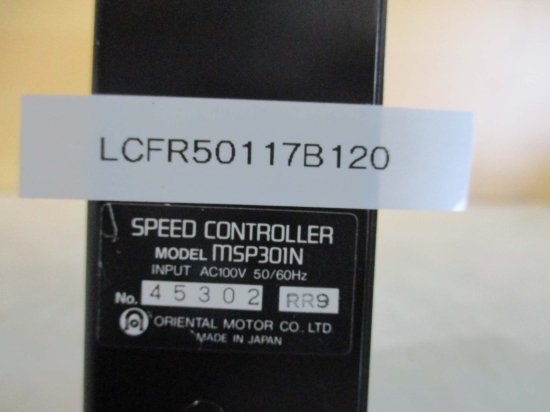 LCFR50117B120
SPEED CONTROLLER
MODEL MSP301N
INPUT AC100V 50/60Hz
No. 45302 RR9
ORIENTAL MOTOR CO., LTD.
MADE IN JAPAN